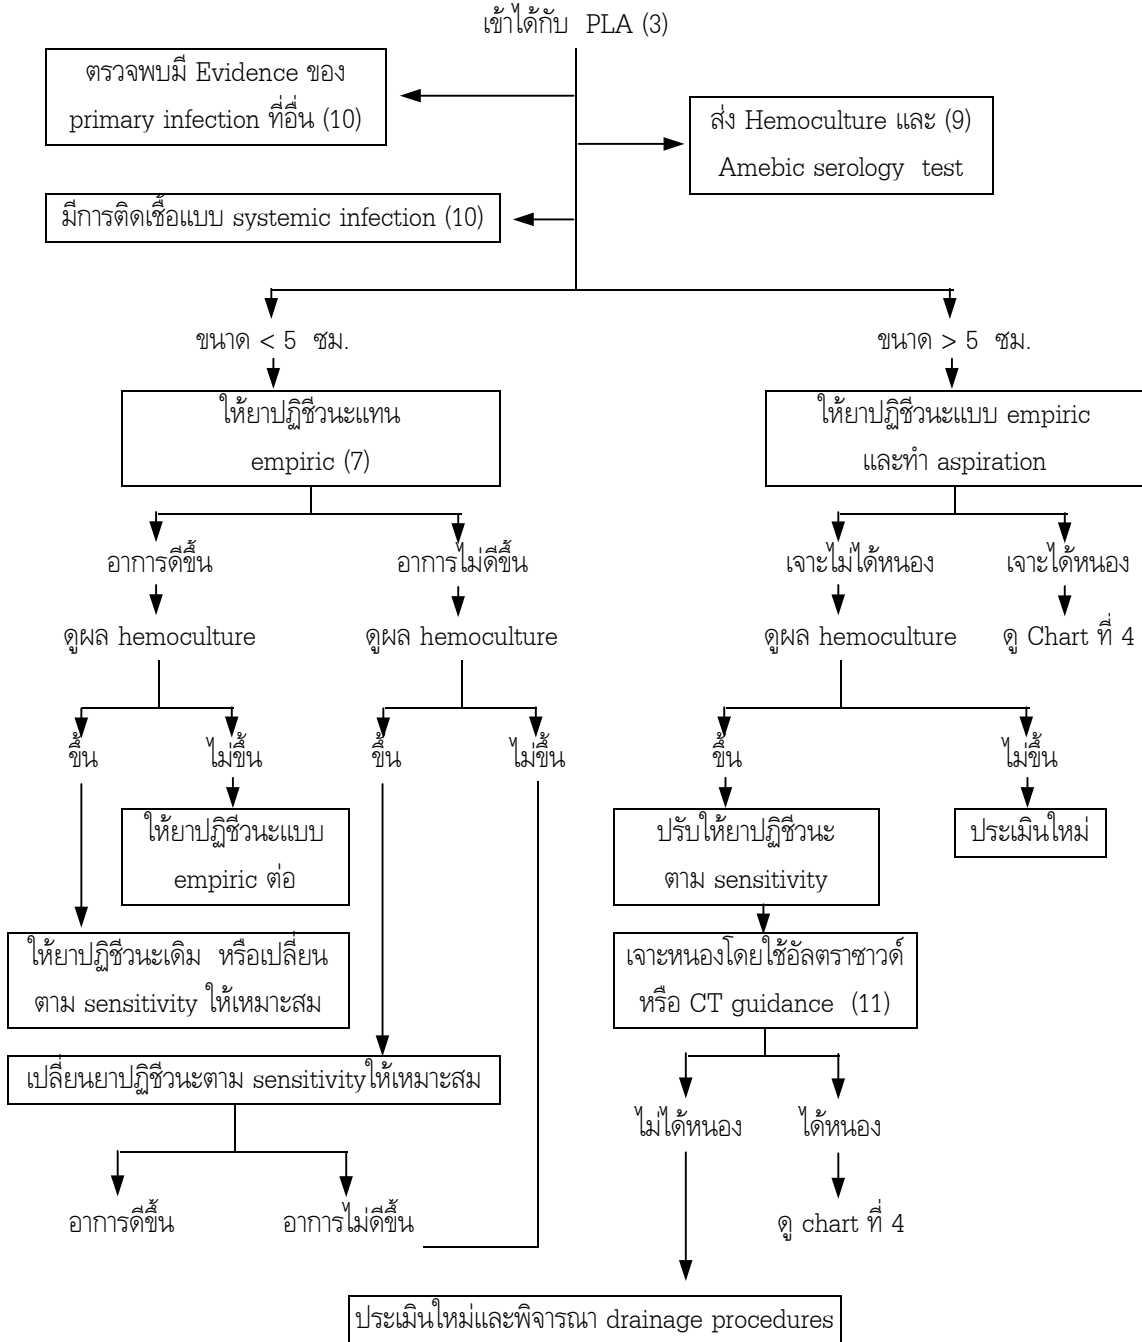 เข้าได้กับ PLA (3)
ตรวจพบมี Evidence ของ
primary infection ที่อื่น (10)
ส่ง Hemoculture และ (9)
Amebic serology test
มีการติดเชื้อแบบ systemic infection (10)
ขนาด < 5 ซม.
ขนาด > 5 ซม.
ให้ยาปฏิชีวนะแทน
empiric (7)
ให้ยาปฏิชีวนะแบบ empiric
และทำ aspiration
อาการดีขึ้น
อาการไม่ดีขึ้น
เจาะไม่ได้หนอง
เจาะได้หนอง
ดูผล hemoculture
ดูผล hemoculture
ดูผล hemoculture
ดู Chart ที่ 4
ขึ้น
ไม่ขึ้น
ขึ้น
ไม่ขึ้น
ขึ้น
ไม่ขึ้น
ให้ยาปฏิชีวนะแบบ
empiric ต่อ
ปรับให้ยาปฏิชีวนะ
ตาม sensitivity
ประเมินใหม่
ให้ยาปฏิชีวนะเดิม หรือเปลี่ยน
ตาม sensitivity ให้เหมาะสม
เจาะหนองโดยใช้อัลตราซาวด์
หรือ CT guidance (11)
เปลี่ยนยาปฏิชีวนะตาม sensitivityให้เหมาะสม
ไม่ได้หนอง
ได้หนอง
อาการดีขึ้น
อาการไม่ดีขึ้น
ดู chart ที่ 4
ประเมินใหม่และพิจารณา drainage procedures